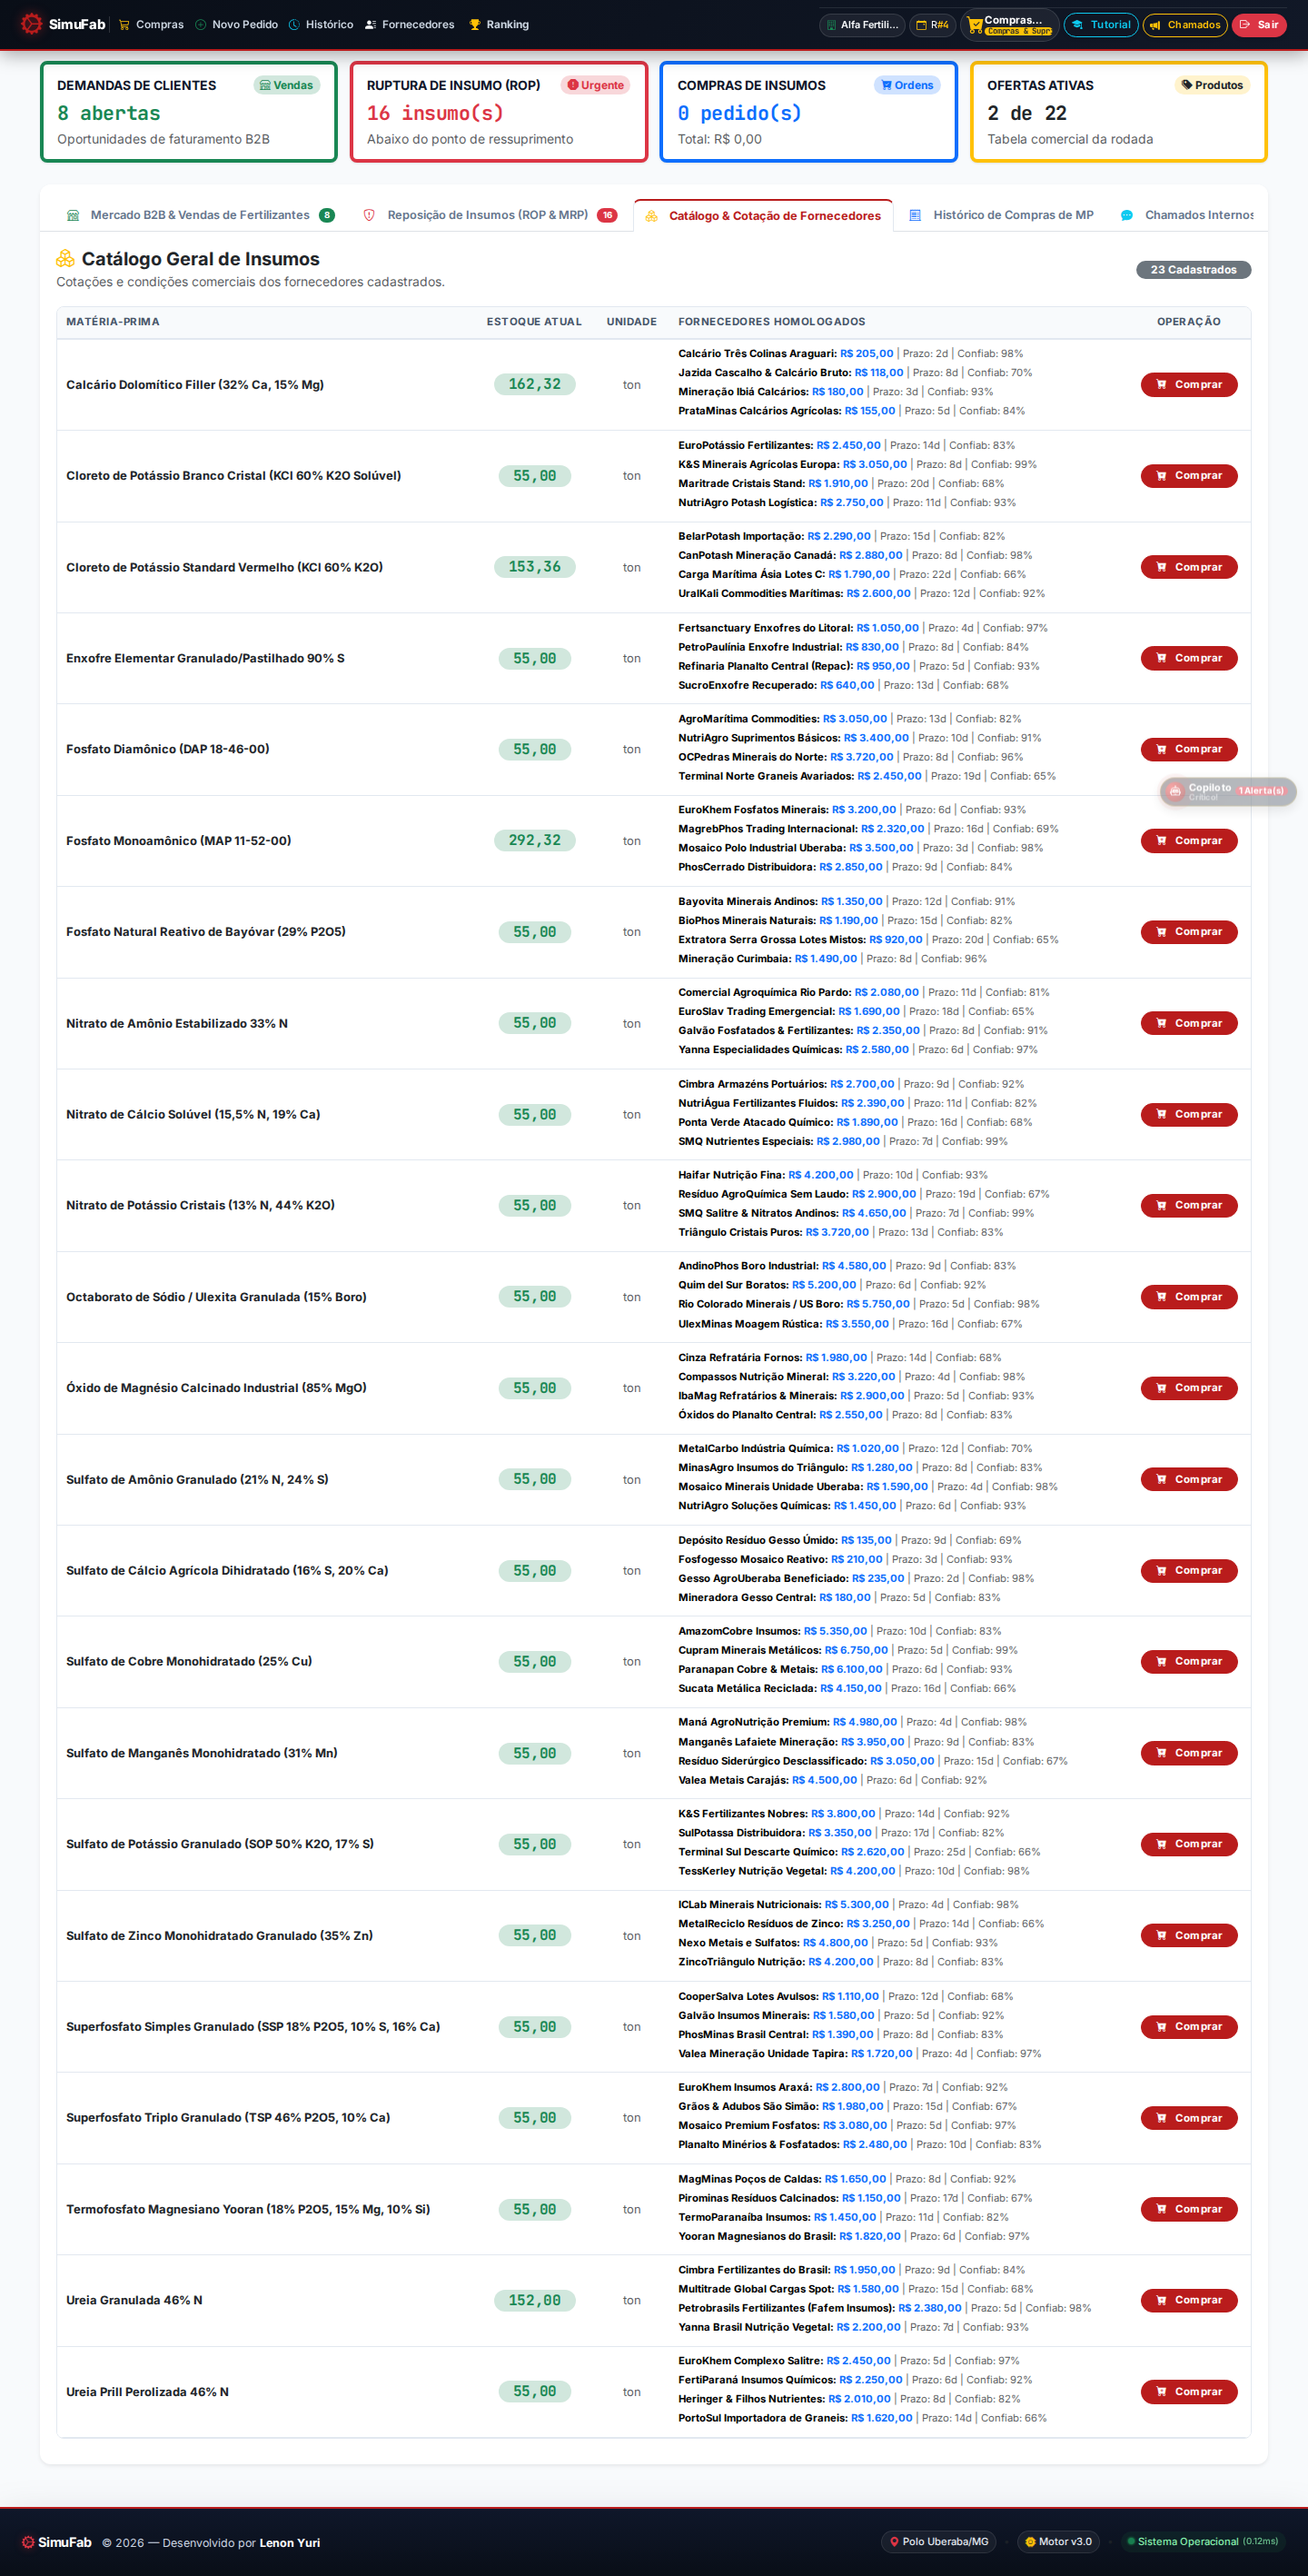 SimuFab
Compras
Novo Pedido
Histórico
Fornecedores
Ranking
Alfa Fertili...
R#4
Compras...
Compras & Supr
Tutorial
Chamados
Sair
DEMANDAS DE CLIENTES
Vendas
8 abertas
Oportunidades de faturamento B2B
RUPTURA DE INSUMO (ROP)
Urgente
16 insumo(s)
Abaixo do ponto de ressuprimento
COMPRAS DE INSUMOS
Ordens
0 pedido(s)
Total: R$ 0,00
OFERTAS ATIVAS
Produtos
2 de 22
Tabela comercial da rodada
Mercado B2B & Vendas de Fertilizantes 8
Reposição de Insumos (ROP & MRP) 16
Catálogo & Cotação de Fornecedores
Histórico de Compras de MP
Chamados Internos
Catálogo Geral de Insumos
Cotações e condições comerciais dos fornecedores cadastrados.
23 Cadastrados
MATÉRIA-PRIMA ESTOQUE ATUAL UNIDADE FORNECEDORES HOMOLOGADOS OPERAÇÃO
Calcário Dolomítico Filler (32% Ca, 15% Mg) 162,32 ton
Calcário Três Colinas Araguari: R$ 205,00 | Prazo: 2d | Confiab: 98%
Jazida Cascalho & Calcário Bruto: R$ 118,00 | Prazo: 8d | Confiab: 70%
Mineração Ibiá Calcários: R$ 180,00 | Prazo: 3d | Confiab: 93%
PrataMinas Calcários Agrícolas: R$ 155,00 | Prazo: 5d | Confiab: 84%
Comprar
Cloreto de Potássio Branco Cristal (KCl 60% K2O Solúvel) 55,00 ton
EuroPotássio Fertilizantes: R$ 2.450,00 | Prazo: 14d | Confiab: 83%
K&S Minerais Agrícolas Europa: R$ 3.050,00 | Prazo: 8d | Confiab: 99%
Maritrade Cristais Stand: R$ 1.910,00 | Prazo: 20d | Confiab: 68%
NutriAgro Potash Logística: R$ 2.750,00 | Prazo: 11d | Confiab: 93%
Comprar
Cloreto de Potássio Standard Vermelho (KCl 60% K2O) 153,36 ton
BelarPotash Importação: R$ 2.290,00 | Prazo: 15d | Confiab: 82%
CanPotash Mineração Canadá: R$ 2.880,00 | Prazo: 8d | Confiab: 98%
Carga Marítima Ásia Lotes C: R$ 1.790,00 | Prazo: 22d | Confiab: 66%
UralKali Commodities Marítimas: R$ 2.600,00 | Prazo: 12d | Confiab: 92%
Comprar
Enxofre Elementar Granulado/Pastilhado 90% S 55,00 ton
Fertsanctuary Enxofres do Litoral: R$ 1.050,00 | Prazo: 4d | Confiab: 97%
PetroPaulínia Enxofre Industrial: R$ 830,00 | Prazo: 8d | Confiab: 84%
Refinaria Planalto Central (Repac): R$ 950,00 | Prazo: 5d | Confiab: 93%
SucroEnxofre Recuperado: R$ 640,00 | Prazo: 13d | Confiab: 68%
Comprar
Fosfato Diamônico (DAP 18-46-00) 55,00 ton
AgroMarítima Commodities: R$ 3.050,00 | Prazo: 13d | Confiab: 82%
NutriAgro Suprimentos Básicos: R$ 3.400,00 | Prazo: 10d | Confiab: 91%
OCPedras Minerais do Norte: R$ 3.720,00 | Prazo: 8d | Confiab: 96%
Terminal Norte Graneis Avariados: R$ 2.450,00 | Prazo: 19d | Confiab: 65%
Comprar
Copiloto
Crítico!
1 Alerta(s)
Fosfato Monoamônico (MAP 11-52-00) 292,32 ton
EuroKhem Fosfatos Minerais: R$ 3.200,00 | Prazo: 6d | Confiab: 93%
MagrebPhos Trading Internacional: R$ 2.320,00 | Prazo: 16d | Confiab: 69%
Mosaico Polo Industrial Uberaba: R$ 3.500,00 | Prazo: 3d | Confiab: 98%
PhosCerrado Distribuidora: R$ 2.850,00 | Prazo: 9d | Confiab: 84%
Comprar
Fosfato Natural Reativo de Bayóvar (29% P2O5) 55,00 ton
Bayovita Minerais Andinos: R$ 1.350,00 | Prazo: 12d | Confiab: 91%
BioPhos Minerais Naturais: R$ 1.190,00 | Prazo: 15d | Confiab: 82%
Extratora Serra Grossa Lotes Mistos: R$ 920,00 | Prazo: 20d | Confiab: 65%
Mineração Curimbaia: R$ 1.490,00 | Prazo: 8d | Confiab: 96%
Comprar
Nitrato de Amônio Estabilizado 33% N 55,00 ton
Comercial Agroquímica Rio Pardo: R$ 2.080,00 | Prazo: 11d | Confiab: 81%
EuroSlav Trading Emergencial: R$ 1.690,00 | Prazo: 18d | Confiab: 65%
Galvão Fosfatados & Fertilizantes: R$ 2.350,00 | Prazo: 8d | Confiab: 91%
Yanna Especialidades Químicas: R$ 2.580,00 | Prazo: 6d | Confiab: 97%
Comprar
Nitrato de Cálcio Solúvel (15,5% N, 19% Ca) 55,00 ton
Cimbra Armazéns Portuários: R$ 2.700,00 | Prazo: 9d | Confiab: 92%
NutriÁgua Fertilizantes Fluidos: R$ 2.390,00 | Prazo: 11d | Confiab: 82%
Ponta Verde Atacado Químico: R$ 1.890,00 | Prazo: 16d | Confiab: 68%
SMQ Nutrientes Especiais: R$ 2.980,00 | Prazo: 7d | Confiab: 99%
Comprar
Nitrato de Potássio Cristais (13% N, 44% K2O) 55,00 ton
Haifar Nutrição Fina: R$ 4.200,00 | Prazo: 10d | Confiab: 93%
Resíduo AgroQuímica Sem Laudo: R$ 2.900,00 | Prazo: 19d | Confiab: 67%
SMQ Salitre & Nitratos Andinos: R$ 4.650,00 | Prazo: 7d | Confiab: 99%
Triângulo Cristais Puros: R$ 3.720,00 | Prazo: 13d | Confiab: 83%
Comprar
Octaborato de Sódio / Ulexita Granulada (15% Boro) 55,00 ton
AndinoPhos Boro Industrial: R$ 4.580,00 | Prazo: 9d | Confiab: 83%
Quim del Sur Boratos: R$ 5.200,00 | Prazo: 6d | Confiab: 92%
Rio Colorado Minerais / US Boro: R$ 5.750,00 | Prazo: 5d | Confiab: 98%
UlexMinas Moagem Rústica: R$ 3.550,00 | Prazo: 16d | Confiab: 67%
Comprar
Óxido de Magnésio Calcinado Industrial (85% MgO) 55,00 ton
Cinza Refratária Fornos: R$ 1.980,00 | Prazo: 14d | Confiab: 68%
Compassos Nutrição Mineral: R$ 3.220,00 | Prazo: 4d | Confiab: 98%
IbaMag Refratários & Minerais: R$ 2.900,00 | Prazo: 5d | Confiab: 93%
Óxidos do Planalto Central: R$ 2.550,00 | Prazo: 8d | Confiab: 83%
Comprar
Sulfato de Amônio Granulado (21% N, 24% S) 55,00 ton
MetalCarbo Indústria Química: R$ 1.020,00 | Prazo: 12d | Confiab: 70%
MinasAgro Insumos do Triângulo: R$ 1.280,00 | Prazo: 8d | Confiab: 83%
Mosaico Minerais Unidade Uberaba: R$ 1.590,00 | Prazo: 4d | Confiab: 98%
NutriAgro Soluções Químicas: R$ 1.450,00 | Prazo: 6d | Confiab: 93%
Comprar
Sulfato de Cálcio Agrícola Dihidratado (16% S, 20% Ca) 55,00 ton
Depósito Resíduo Gesso Úmido: R$ 135,00 | Prazo: 9d | Confiab: 69%
Fosfogesso Mosaico Reativo: R$ 210,00 | Prazo: 3d | Confiab: 93%
Gesso AgroUberaba Beneficiado: R$ 235,00 | Prazo: 2d | Confiab: 98%
Mineradora Gesso Central: R$ 180,00 | Prazo: 5d | Confiab: 83%
Comprar
Sulfato de Cobre Monohidratado (25% Cu) 55,00 ton
AmazomCobre Insumos: R$ 5.350,00 | Prazo: 10d | Confiab: 83%
Cupram Minerais Metálicos: R$ 6.750,00 | Prazo: 5d | Confiab: 99%
Paranapan Cobre & Metais: R$ 6.100,00 | Prazo: 6d | Confiab: 93%
Sucata Metálica Reciclada: R$ 4.150,00 | Prazo: 16d | Confiab: 66%
Comprar
Sulfato de Manganês Monohidratado (31% Mn) 55,00 ton
Maná AgroNutrição Premium: R$ 4.980,00 | Prazo: 4d | Confiab: 98%
Manganês Lafaiete Mineração: R$ 3.950,00 | Prazo: 9d | Confiab: 83%
Resíduo Siderúrgico Desclassificado: R$ 3.050,00 | Prazo: 15d | Confiab: 67%
Valea Metais Carajás: R$ 4.500,00 | Prazo: 6d | Confiab: 92%
Comprar
Sulfato de Potássio Granulado (SOP 50% K2O, 17% S) 55,00 ton
K&S Fertilizantes Nobres: R$ 3.800,00 | Prazo: 14d | Confiab: 92%
SulPotassa Distribuidora: R$ 3.350,00 | Prazo: 17d | Confiab: 82%
Terminal Sul Descarte Químico: R$ 2.620,00 | Prazo: 25d | Confiab: 66%
TessKerley Nutrição Vegetal: R$ 4.200,00 | Prazo: 10d | Confiab: 98%
Comprar
Sulfato de Zinco Monohidratado Granulado (35% Zn) 55,00 ton
ICLab Minerais Nutricionais: R$ 5.300,00 | Prazo: 4d | Confiab: 98%
MetalReciclo Resíduos de Zinco: R$ 3.250,00 | Prazo: 14d | Confiab: 66%
Nexo Metais e Sulfatos: R$ 4.800,00 | Prazo: 5d | Confiab: 93%
ZincoTriângulo Nutrição: R$ 4.200,00 | Prazo: 8d | Confiab: 83%
Comprar
Superfosfato Simples Granulado (SSP 18% P2O5, 10% S, 16% Ca) 55,00 ton
CooperSalva Lotes Avulsos: R$ 1.110,00 | Prazo: 12d | Confiab: 68%
Galvão Insumos Minerais: R$ 1.580,00 | Prazo: 5d | Confiab: 92%
PhosMinas Brasil Central: R$ 1.390,00 | Prazo: 8d | Confiab: 83%
Valea Mineração Unidade Tapira: R$ 1.720,00 | Prazo: 4d | Confiab: 97%
Comprar
Superfosfato Triplo Granulado (TSP 46% P2O5, 10% Ca) 55,00 ton
EuroKhem Insumos Araxá: R$ 2.800,00 | Prazo: 7d | Confiab: 92%
Grãos & Adubos São Simão: R$ 1.980,00 | Prazo: 15d | Confiab: 67%
Mosaico Premium Fosfatos: R$ 3.080,00 | Prazo: 5d | Confiab: 97%
Planalto Minérios & Fosfatados: R$ 2.480,00 | Prazo: 10d | Confiab: 83%
Comprar
Termofosfato Magnesiano Yooran (18% P2O5, 15% Mg, 10% Si) 55,00 ton
MagMinas Poços de Caldas: R$ 1.650,00 | Prazo: 8d | Confiab: 92%
Pirominas Resíduos Calcinados: R$ 1.150,00 | Prazo: 17d | Confiab: 67%
TermoParanaíba Insumos: R$ 1.450,00 | Prazo: 11d | Confiab: 82%
Yooran Magnesianos do Brasil: R$ 1.820,00 | Prazo: 6d | Confiab: 97%
Comprar
Ureia Granulada 46% N 152,00 ton
Cimbra Fertilizantes do Brasil: R$ 1.950,00 | Prazo: 9d | Confiab: 84%
Multitrade Global Cargas Spot: R$ 1.580,00 | Prazo: 15d | Confiab: 68%
Petrobrasils Fertilizantes (Fafem Insumos): R$ 2.380,00 | Prazo: 5d | Confiab: 98%
Yanna Brasil Nutrição Vegetal: R$ 2.200,00 | Prazo: 7d | Confiab: 93%
Comprar
Ureia Prill Perolizada 46% N 55,00 ton
EuroKhem Complexo Salitre: R$ 2.450,00 | Prazo: 5d | Confiab: 97%
FertiParaná Insumos Químicos: R$ 2.250,00 | Prazo: 6d | Confiab: 92%
Heringer & Filhos Nutrientes: R$ 2.010,00 | Prazo: 8d | Confiab: 82%
PortoSul Importadora de Graneis: R$ 1.620,00 | Prazo: 14d | Confiab: 66%
Comprar
SimuFab © 2026 — Desenvolvido por Lenon Yuri
Polo Uberaba/MG
Motor v3.0
Sistema Operacional (0.12ms)